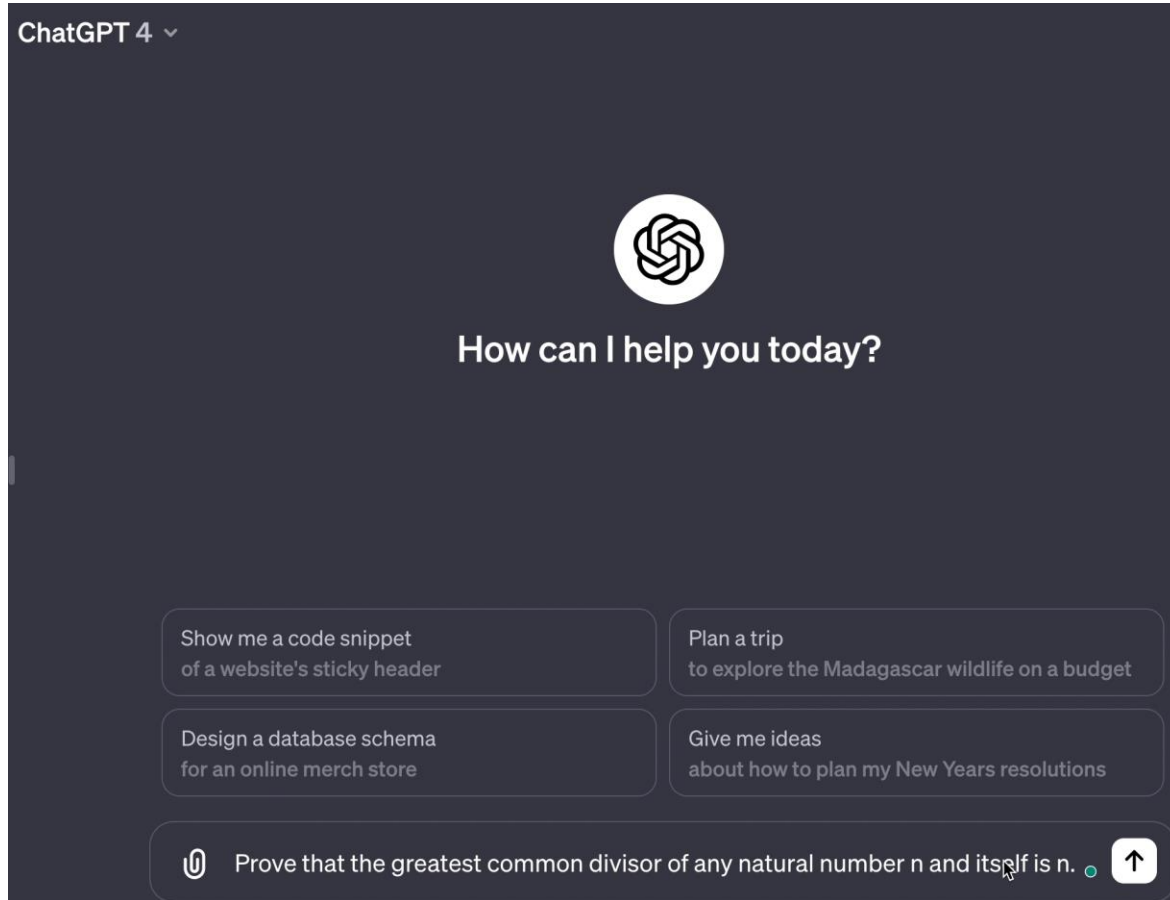 ChatGPT 4
How can I help you today?
Show me a code snippet
of a website's sticky header
Plan a trip
to explore the Madagascar wildlife on a budget
Design a database schema
for an online merch store
Give me ideas
about how to plan my New Years resolutions
Prove that the greatest common divisor of any natural number n and itself is n.